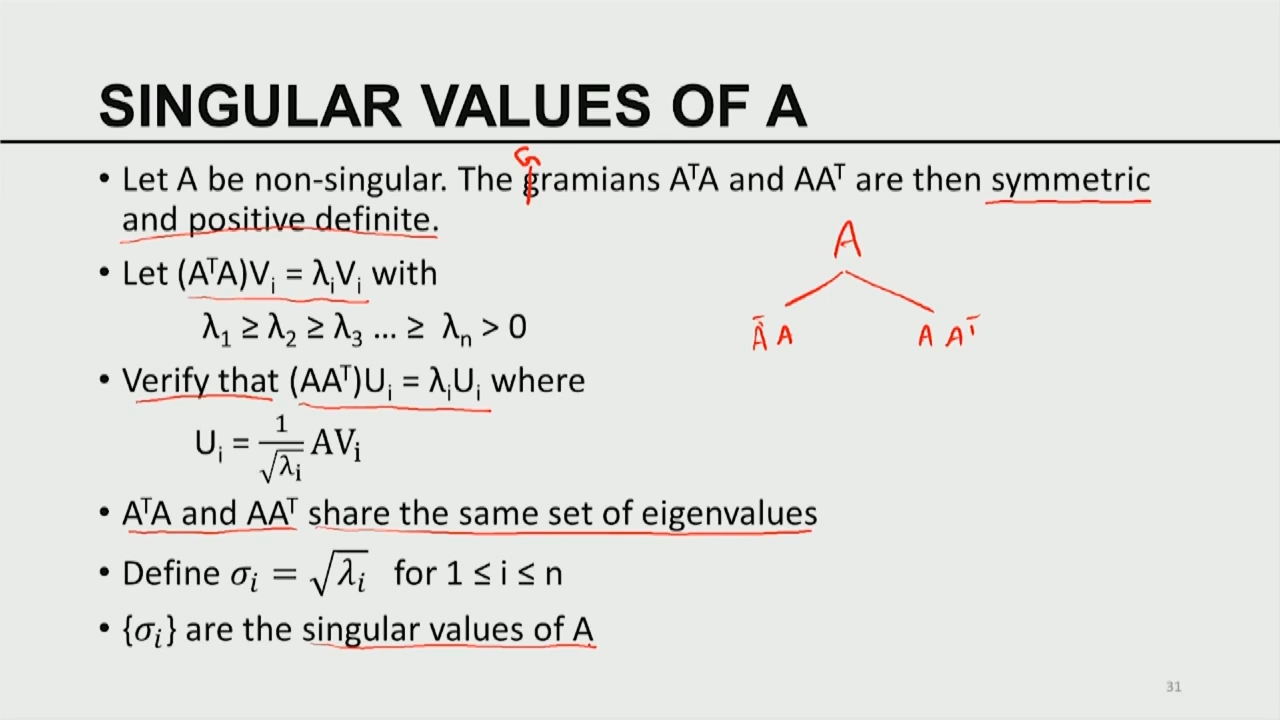 SINGULAR VALUES OF A
• Let A be non-singular. The gramians AᵀA and AAᵀ are then symmetric
G
and positive definite.
A
• Let (AᵀA)Vᵢ = λᵢVᵢ with
λ₁ ≥ λ₂ ≥ λ₃ ... ≥ λₙ > 0
Aᵀ A
A Aᵀ
• Verify that (AAᵀ)Uᵢ = λᵢUᵢ where
Uᵢ = 1/√λᵢ AVᵢ
• AᵀA and AAᵀ share the same set of eigenvalues
• Define σᵢ = √λᵢ for 1 ≤ i ≤ n
• {σᵢ} are the singular values of A
31